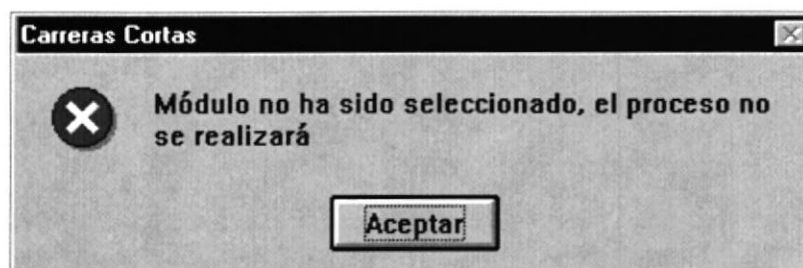 Carreras Cortas
Módulo no ha sido seleccionado, el proceso no
se realizará
Aceptar